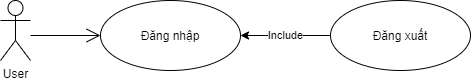 Đăng nhập
Include
Đăng xuất
User